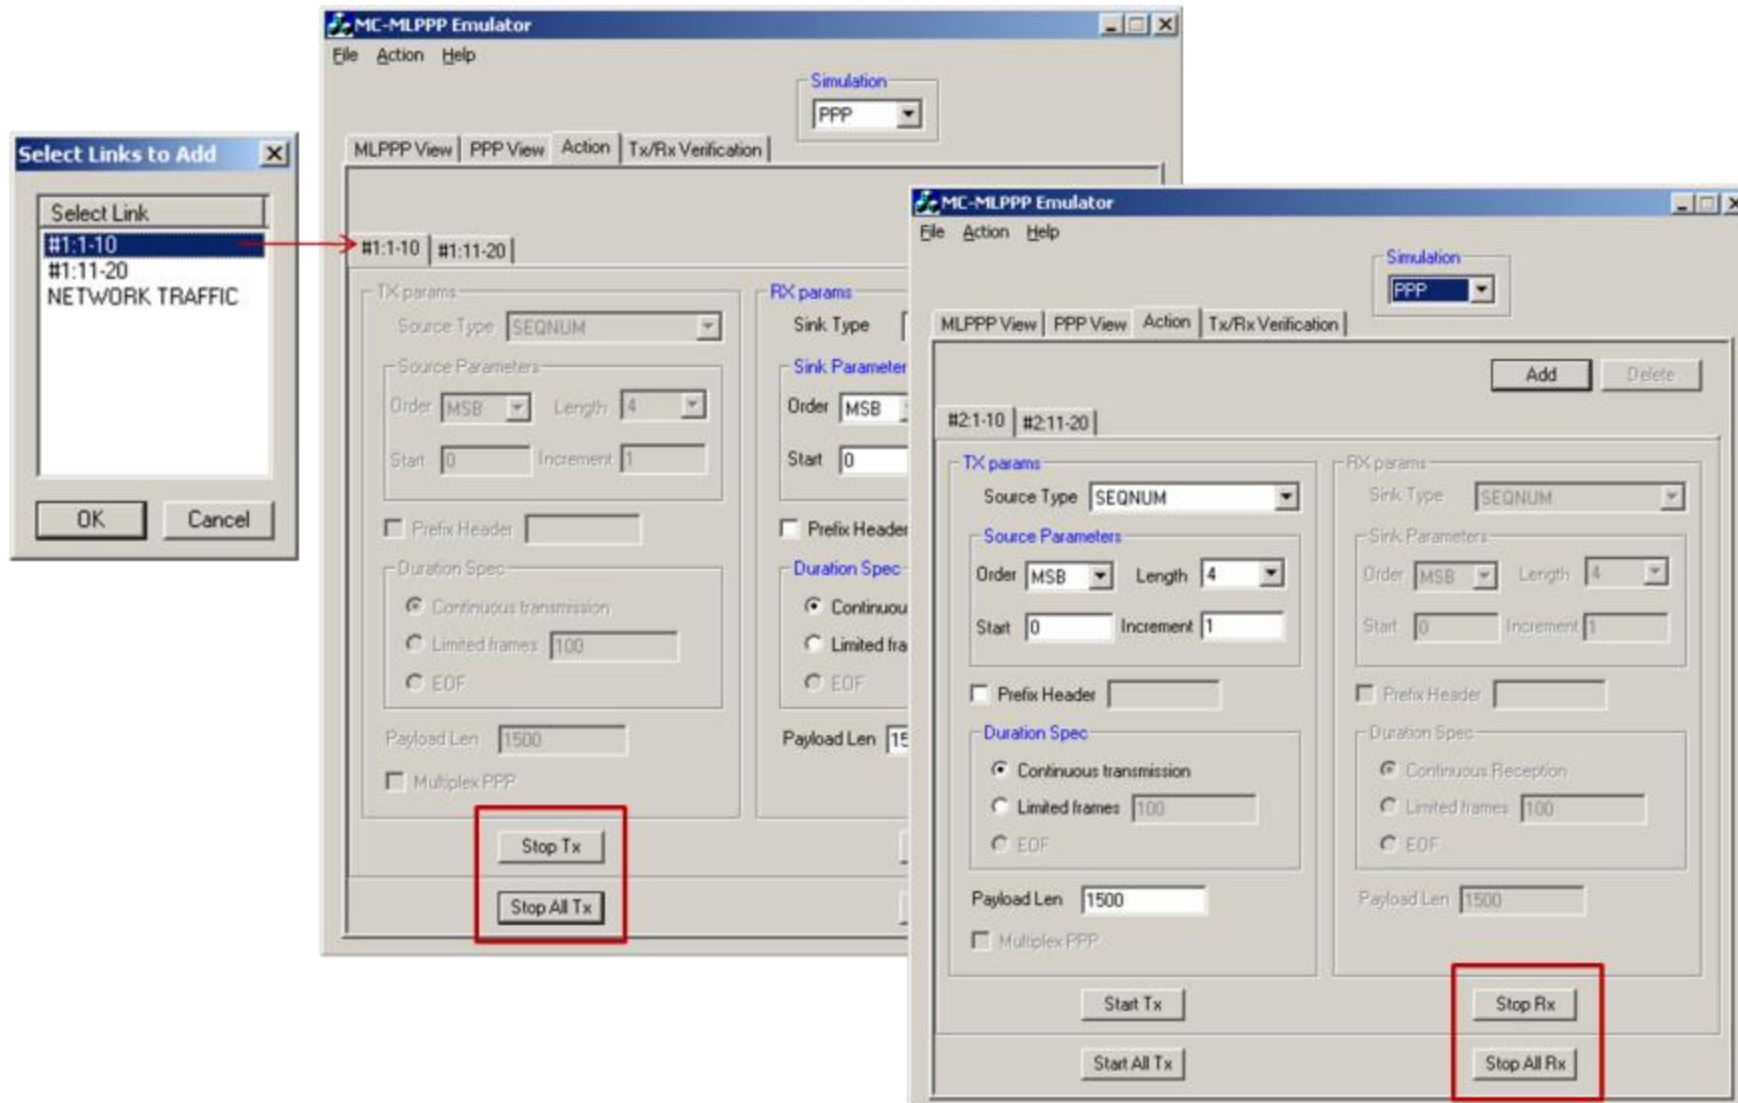 Select Links to Add
Select Link
#1:1-10
#1:11-20
NETWORK TRAFFIC
OK Cancel
MC-MLPPP Emulator
File Action Help
Simulation
PPP
MLPPP View PPP View Action Tx/Rx Verification
#1:1-10 #1:11-20
TX params
Source Type SEQNUM
Source Parameters
Order MSB Length 4
Start 0 Increment 1
Prefix Header
Duration Spec
Continuous transmission
Limited frames 100
EOF
Payload Len 1500
Multiplex PPP
Stop Tx
Stop All Tx
RX params
Sink Type
Sink Parameter
Order MSB
Start 0
Prefix Header
Duration Spec
Continuou
Limited fra
EOF
Payload Len 15
MC-MLPPP Emulator
File Action Help
Simulation
PPP
MLPPP View PPP View Action Tx/Rx Verification
Add Delete
#2:1-10 #2:11-20
TX params
Source Type SEQNUM
Source Parameters
Order MSB Length 4
Start 0 Increment 1
Prefix Header
Duration Spec
Continuous transmission
Limited frames 100
EOF
Payload Len 1500
Multiplex PPP
Start Tx
Start All Tx
RX params
Sink Type SEQNUM
Sink Parameters
Order MSB Length 4
Start 0 Increment 1
Prefix Header
Duration Spec
Continuous Reception
Limited frames 100
EOF
Payload Len 1500
Stop Rx
Stop All Rx